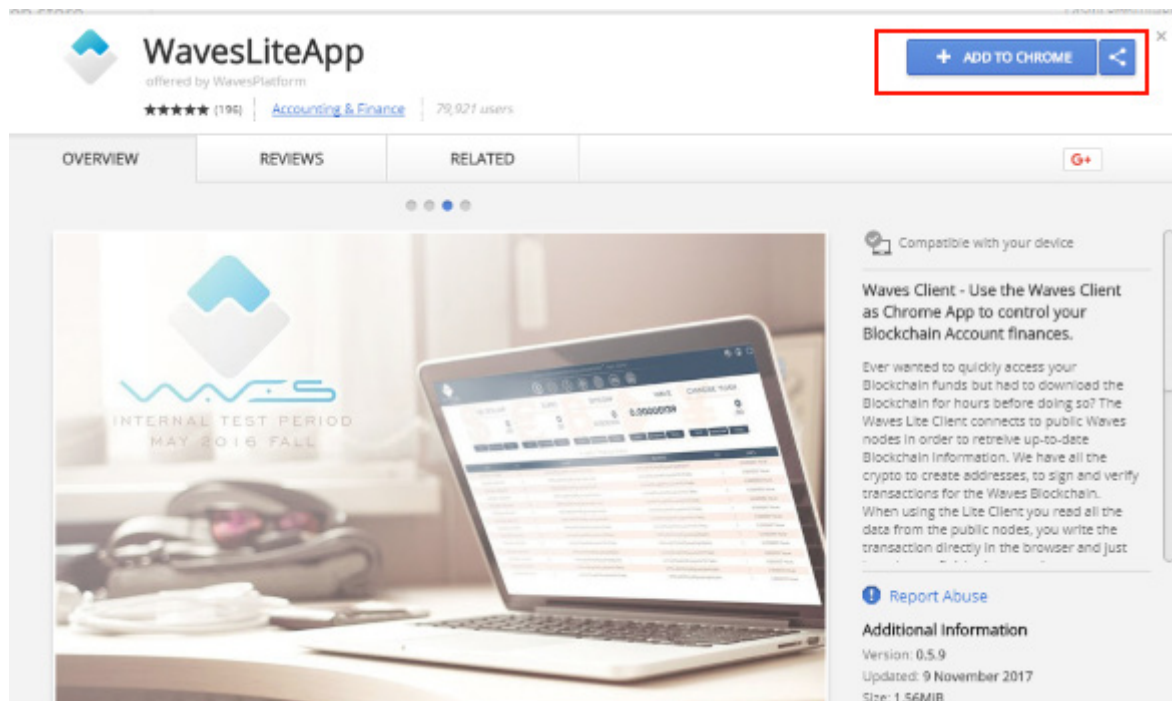 WavesLiteApp
offered by WavesPlatform
+ ADD TO CHROME
★★★★★ (196) Accounting & Finance 79,921 users
OVERVIEW REVIEWS RELATED G+
WAVES
INTERNAL TEST PERIOD
MAY 2016 FALL
Compatible with your device
Waves Client - Use the Waves Client
as Chrome App to control your
Blockchain Account finances.
Ever wanted to quickly access your
Blockchain funds but had to download the
Blockchain for hours before doing so? The
Waves Lite Client connects to public Waves
nodes in order to retreive up-to-date
Blockchain information. We have all the
crypto to create addresses, to sign and verify
transactions for the Waves Blockchain.
When using the Lite Client you read all the
data from the public nodes, you write the
transaction directly in the browser and just
Report Abuse
Additional Information
Version: 0.5.9
Updated: 9 November 2017
Size: 1.56MiB